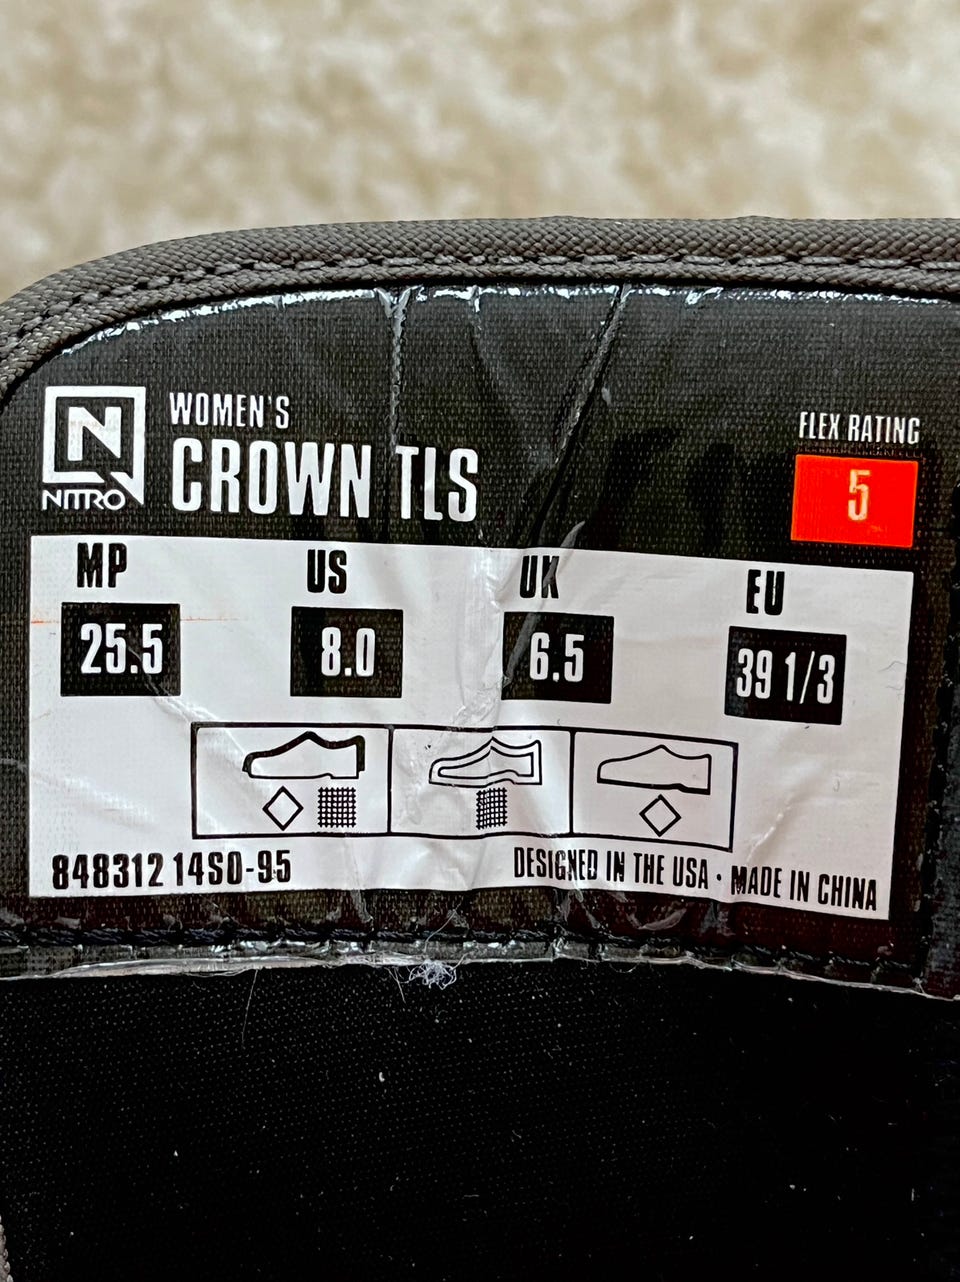 N
NITRO
WOMEN'S
CROWN TLS
FLEX RATING
5
MP US UK EU
25.5 8.0 6.5 39 1/3
848312 14SO-95
DESIGNED IN THE USA · MADE IN CHINA